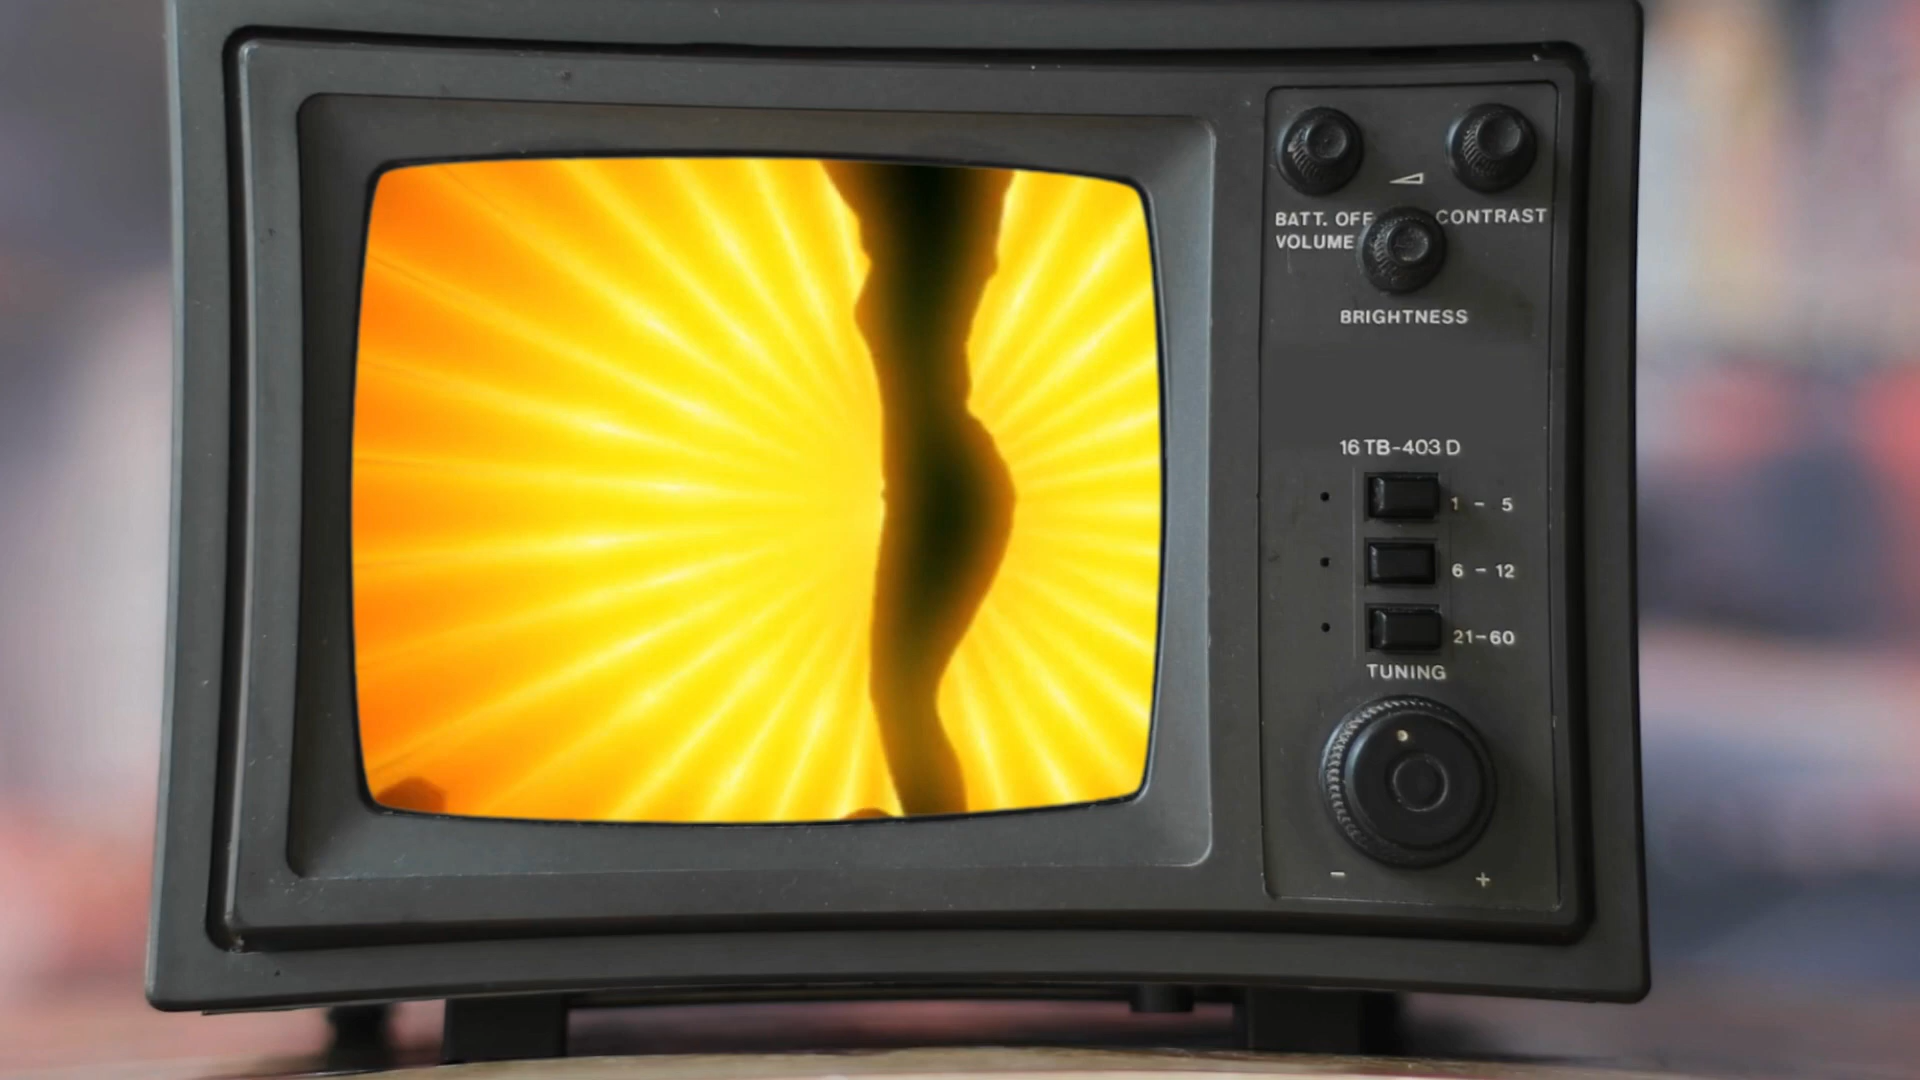 BATT. OFF
VOLUME
CONTRAST
BRIGHTNESS
16 TB-403 D
1 - 5
6 - 12
21-60
TUNING
- +